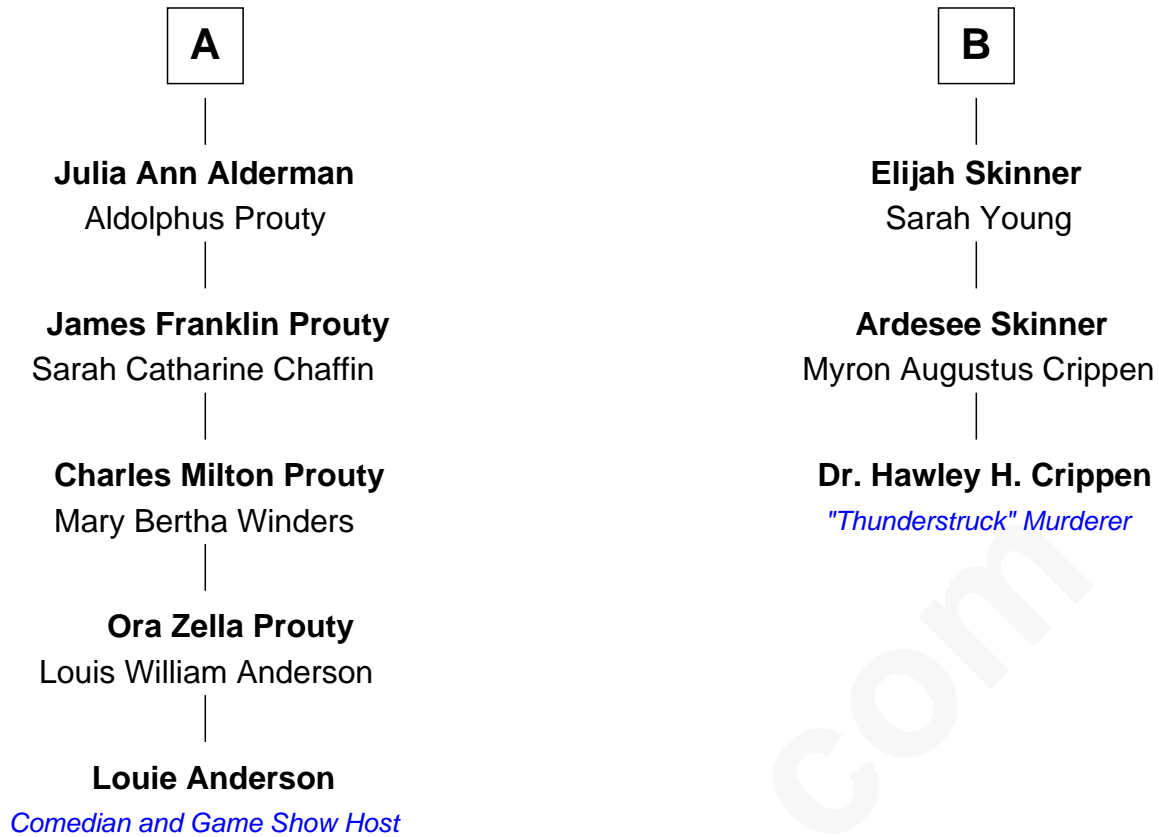 A
Julia Ann Alderman
Aldolphus Prouty
James Franklin Prouty
Sarah Catharine Chaffin
Charles Milton Prouty
Mary Bertha Winders
Ora Zella Prouty
Louis William Anderson
Louie Anderson
Comedian and Game Show Host
B
Elijah Skinner
Sarah Young
Ardesee Skinner
Myron Augustus Crippen
Dr. Hawley H. Crippen
"Thunderstruck" Murderer
com